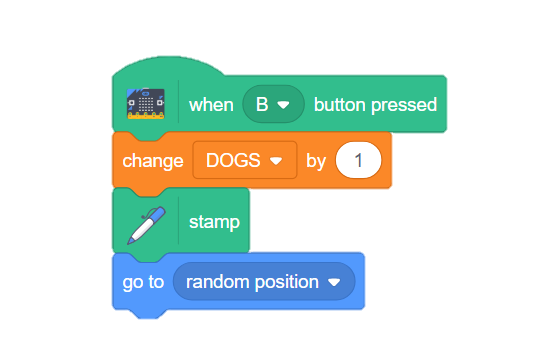 when B button pressed
change DOGS by 1
stamp
go to random position